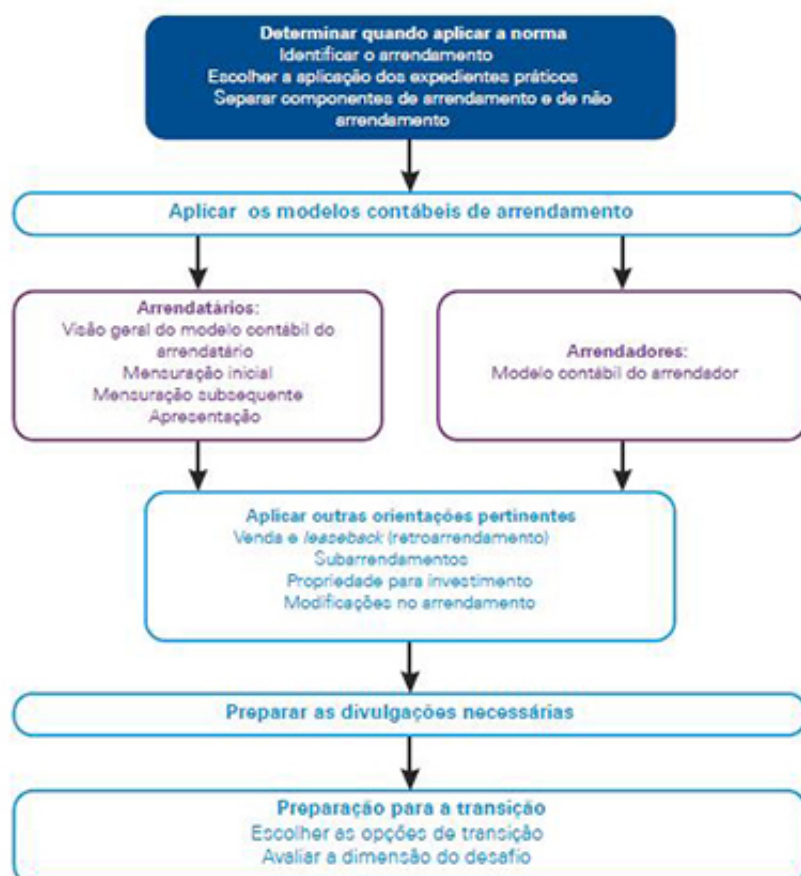 Determinar quando aplicar a norma
Identificar o arrendamento
Escolher a aplicação dos expedientes práticos
Separar componentes de arrendamento e de não
arrendamento
Aplicar os modelos contábeis de arrendamento
Arrendatários:
Visão geral do modelo contábil do
arrendatário
Mensuração inicial
Mensuração subsequente
Apresentação
Arrendadores:
Modelo contábil do arrendador
Aplicar outras orientações pertinentes
Venda e leaseback (retroarrendamento)
Subarrendamentos
Propriedade para investimento
Modificações no arrendamento
Preparar as divulgações necessárias
Preparação para a transição
Escolher as opções de transição
Avaliar a dimensão do desafio